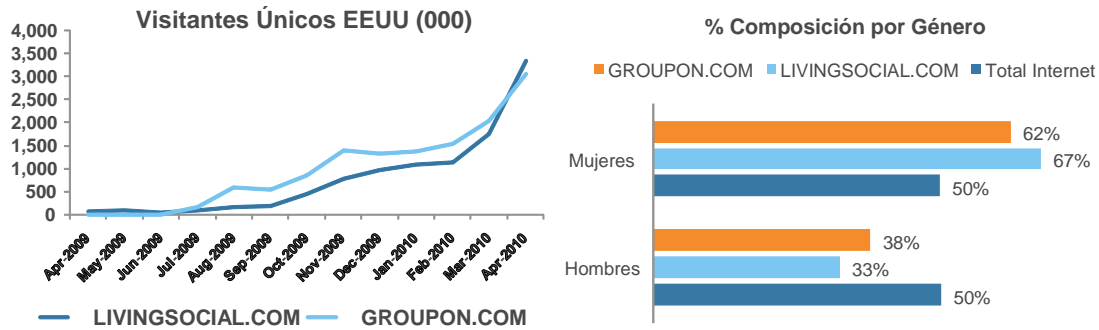 Visitantes Únicos EEUU (000)
4,000
3,500
3,000
2,500
2,000
1,500
1,000
500
0
Apr-2009
May-2009
Jun-2009
Jul-2009
Aug-2009
Sep-2009
Oct-2009
Nov-2009
Dec-2009
Jan-2010
Feb-2010
Mar-2010
Apr-2010
LIVINGSOCIAL.COM GROUPON.COM
% Composición por Género
GROUPON.COM LIVINGSOCIAL.COM Total Internet
Mujeres
62%
67%
50%
Hombres
38%
33%
50%